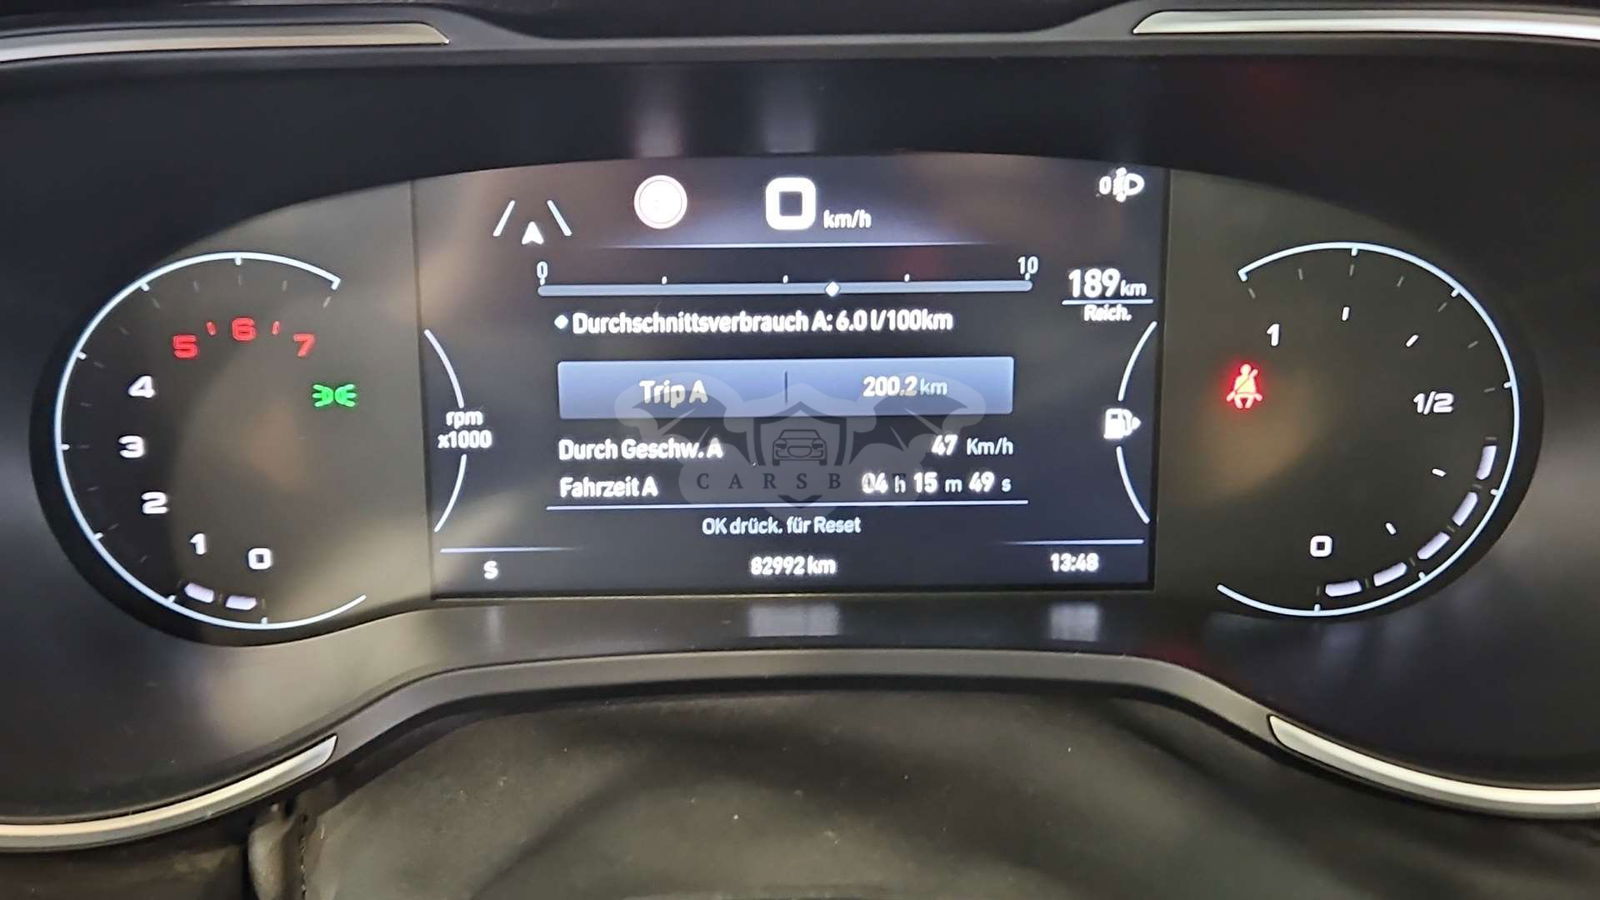 0 km/h
0 10
189 km
Reich.
Durchschnittsverbrauch A: 6.0 l/100km
5 6 7
4
3
2
1 0
rpm
x1000
Trip A 200.2 km
Durch Geschw. A 47 Km/h
Fahrzeit A 04 h 15 m 49 s
CARSB
OK drück. für Reset
S 82992 km 13:48
1
1/2
0